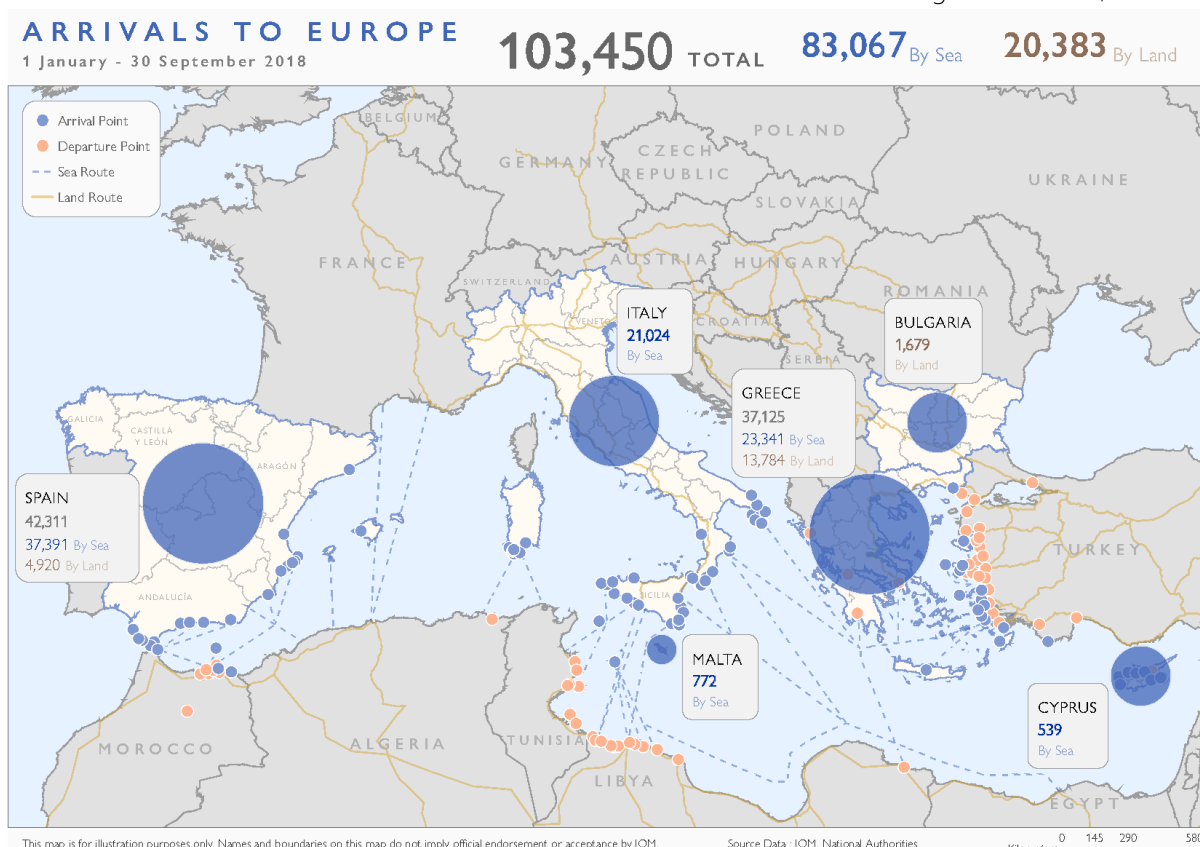 ARRIVALS TO EUROPE
1 January - 30 September 2018
103,450 TOTAL
83,067 By Sea
20,383 By Land
Arrival Point
Departure Point
Sea Route
Land Route
BELGIUM
GERMANY
POLAND
CZECH
REPUBLIC
UKRAINE
SLOVAKIA
FRANCE
SWITZERLAND
AUSTRIA
HUNGARY
ROMANIA
VENETO
CROATIA
SERBIA
ITALY
21,024
By Sea
BULGARIA
1,679
By Land
GREECE
37,125
23,341 By Sea
13,784 By Land
GALICIA
CASTILLA
Y LEÓN
ARAGÓN
SPAIN
42,311
37,391 By Sea
4,920 By Land
ANDALUCÍA
SICILIA
TURKEY
MALTA
772
By Sea
CYPRUS
539
By Sea
MOROCCO
ALGERIA
TUNISIA
LIBYA
EGYPT
This map is for illustration purposes only. Names and boundaries on this map do not imply official endorsement or acceptance by IOM.
Source Data : IOM, National Authorities
Kilometers
0 145 290 580